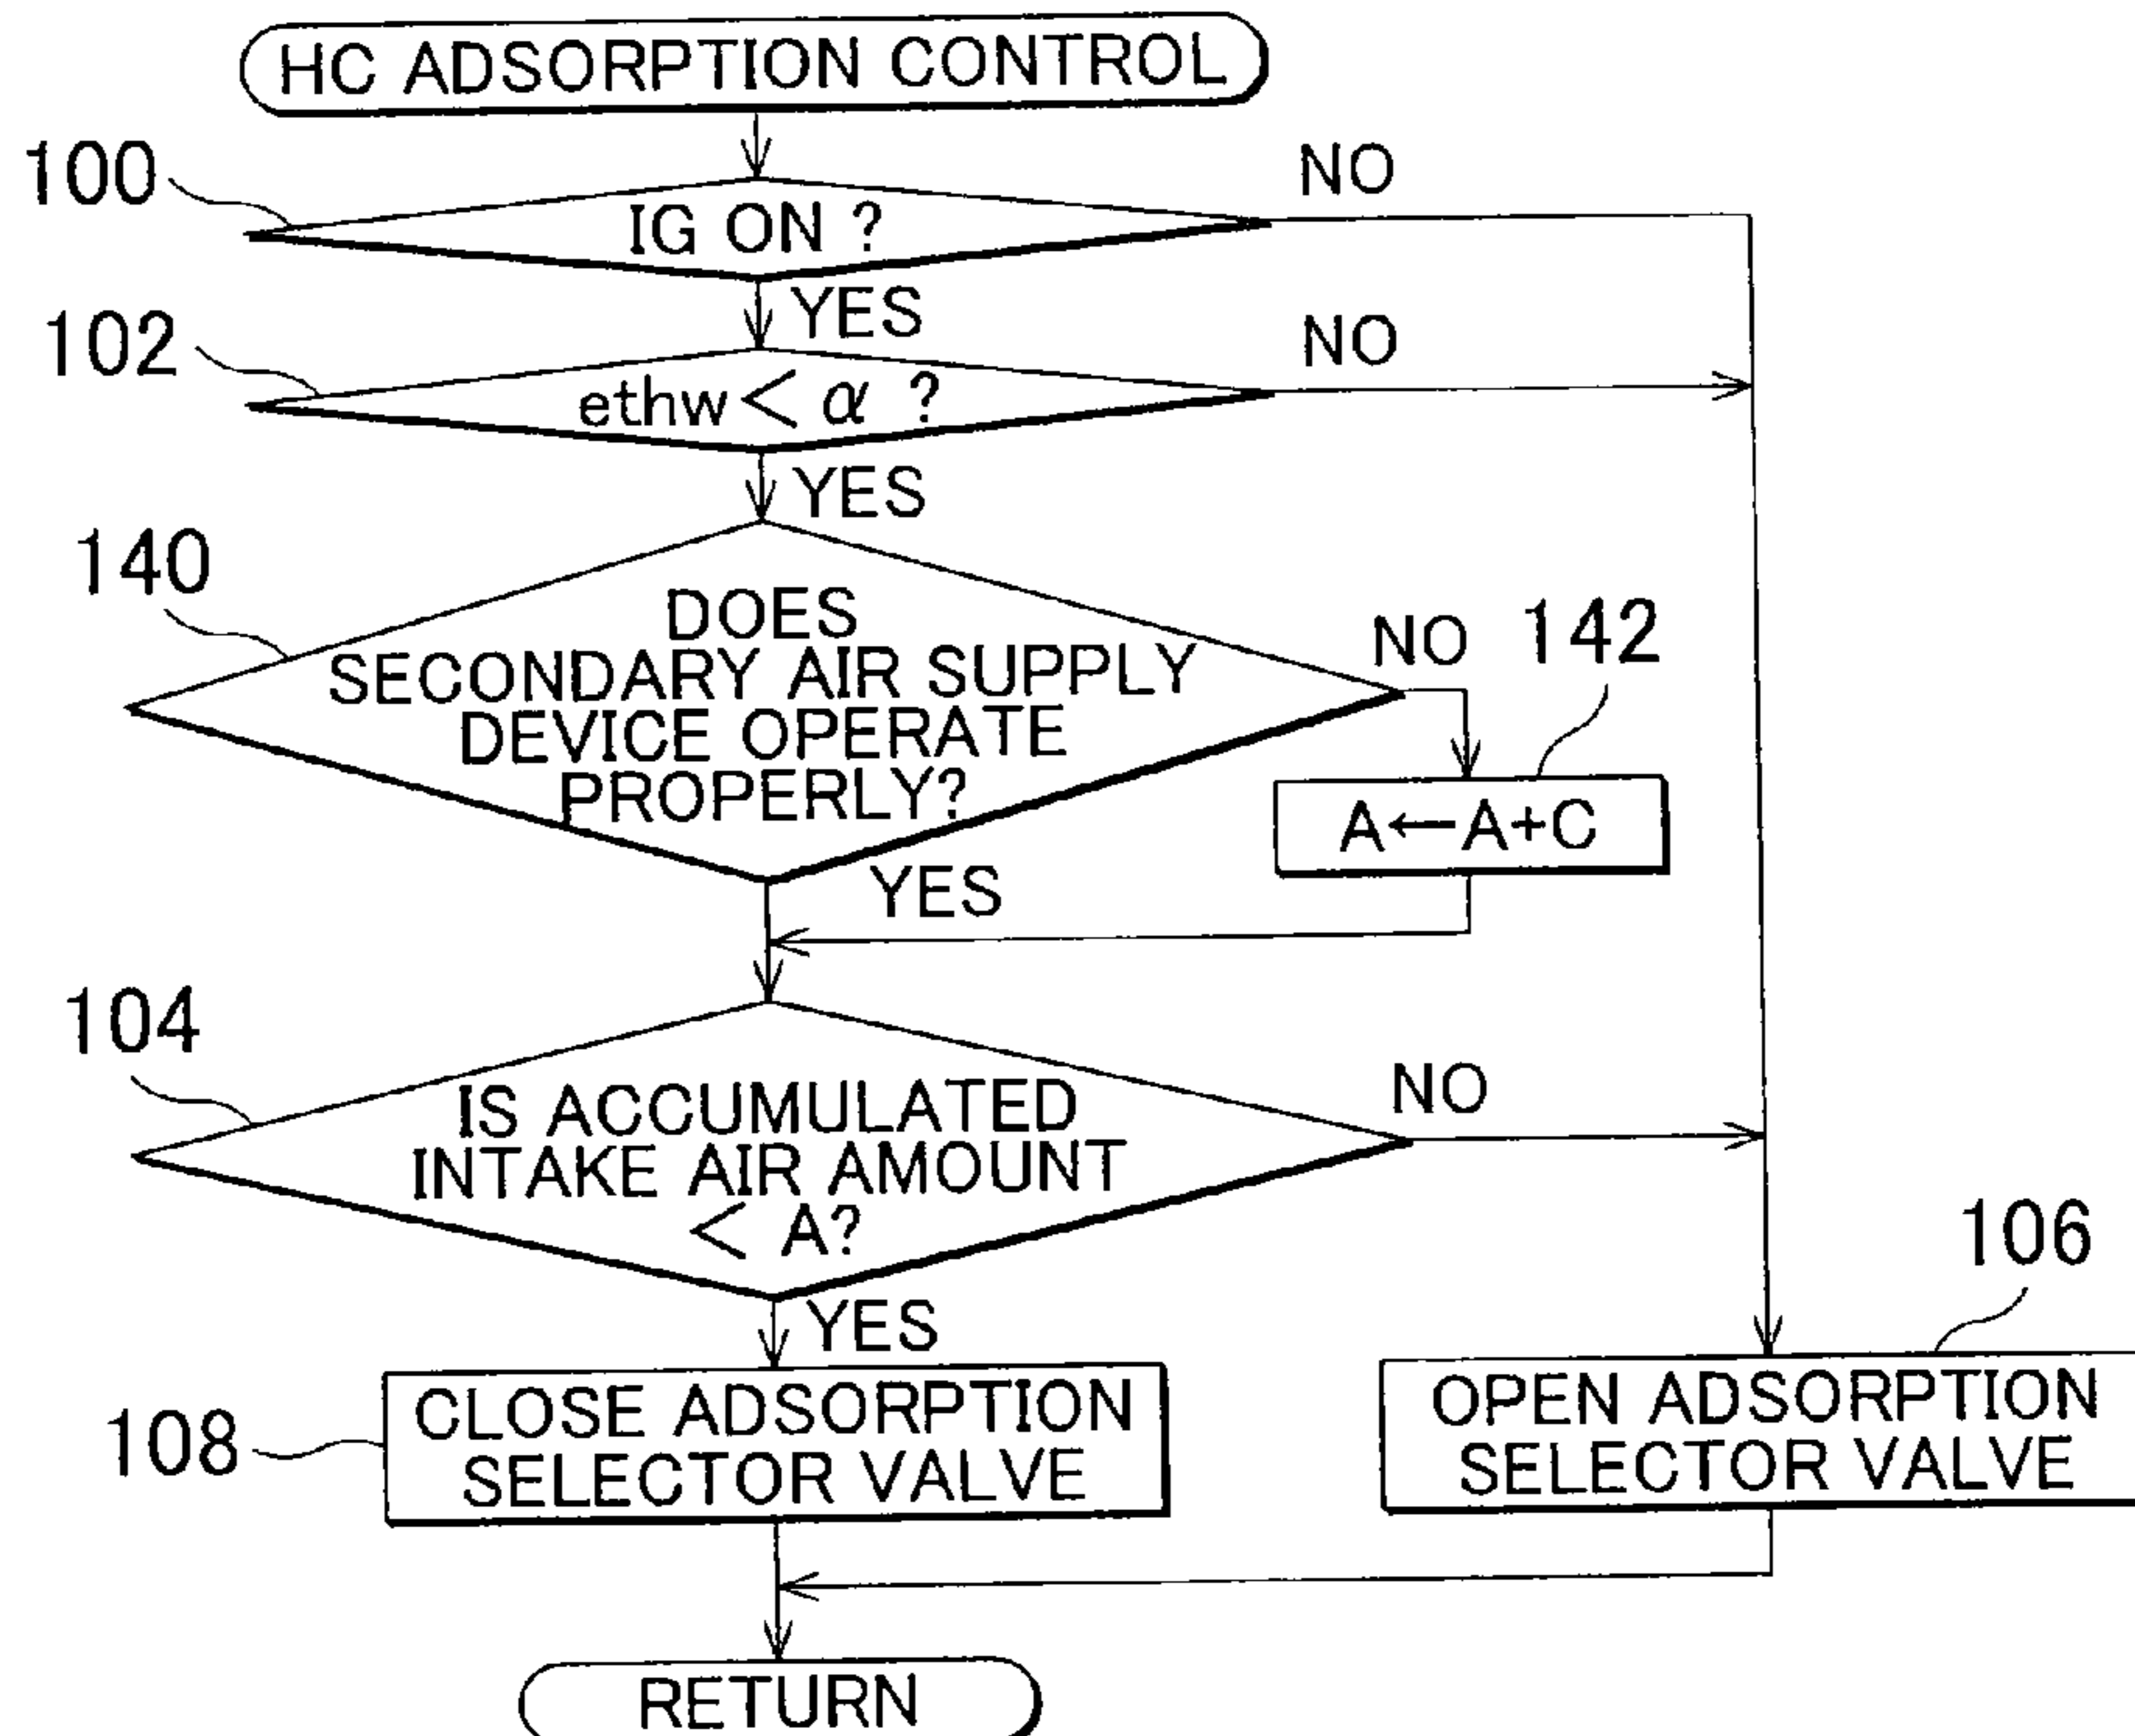 HC ADSORPTION CONTROL
100
IG ON ?
NO
YES
102
ethw < α ?
NO
YES
140
DOES
SECONDARY AIR SUPPLY
DEVICE OPERATE
PROPERLY?
NO
142
A←A+C
YES
104
IS ACCUMULATED
INTAKE AIR AMOUNT
< A?
NO
YES
106
108
CLOSE ADSORPTION
SELECTOR VALVE
OPEN ADSORPTION
SELECTOR VALVE
RETURN